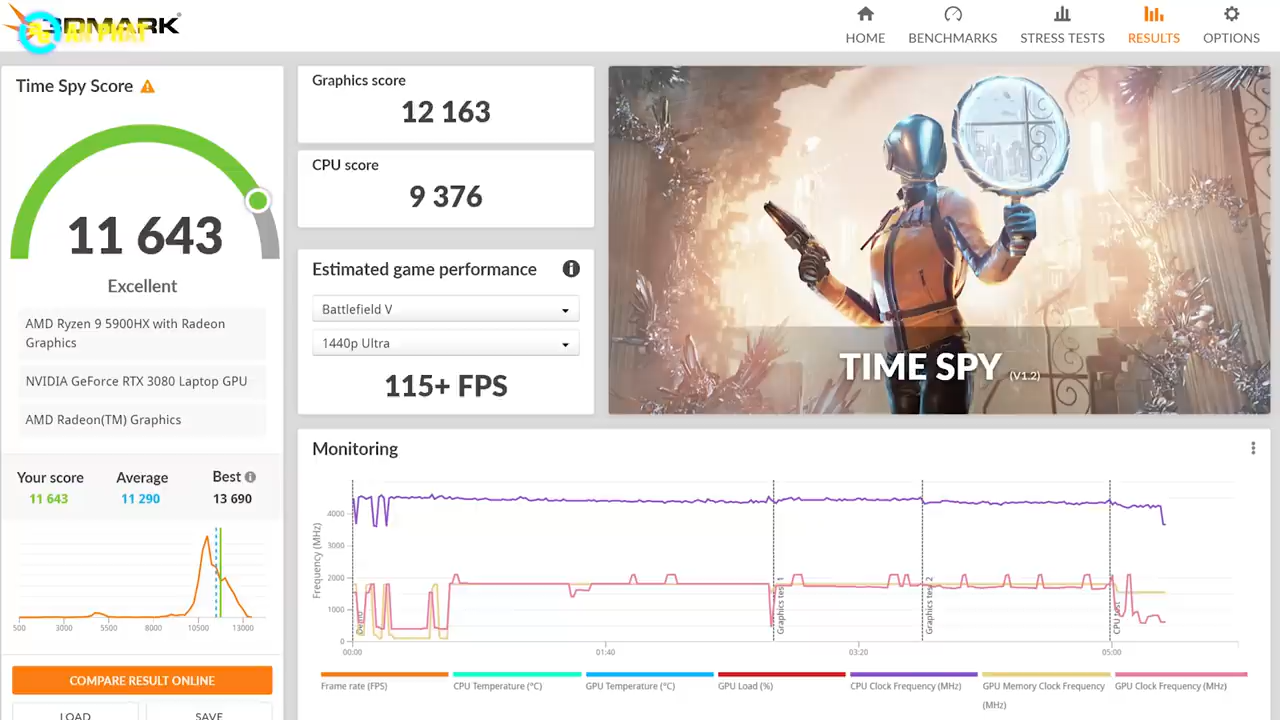 3DMARK
AN PHAT
HOME
BENCHMARKS
STRESS TESTS
RESULTS
OPTIONS
Time Spy Score
11 643
Excellent
AMD Ryzen 9 5900HX with Radeon
Graphics
NVIDIA GeForce RTX 3080 Laptop GPU
AMD Radeon(TM) Graphics
Your score
Average
Best
11 643
11 290
13 690
500 3000 5500 8000 10500 13000
COMPARE RESULT ONLINE
LOAD
SAVE
Graphics score
12 163
CPU score
9 376
Estimated game performance
Battlefield V
1440p Ultra
115+ FPS
TIME SPY (V1.2)
Monitoring
Frequency (MHz)
4000
3000
2000
1000
0
Demo
Graphics test 1
Graphics test 2
CPU test
00:00 01:40 03:20 05:00
Frame rate (FPS)
CPU Temperature (°C)
GPU Temperature (°C)
GPU Load (%)
CPU Clock Frequency (MHz)
GPU Memory Clock Frequency
(MHz)
GPU Clock Frequency (MHz)